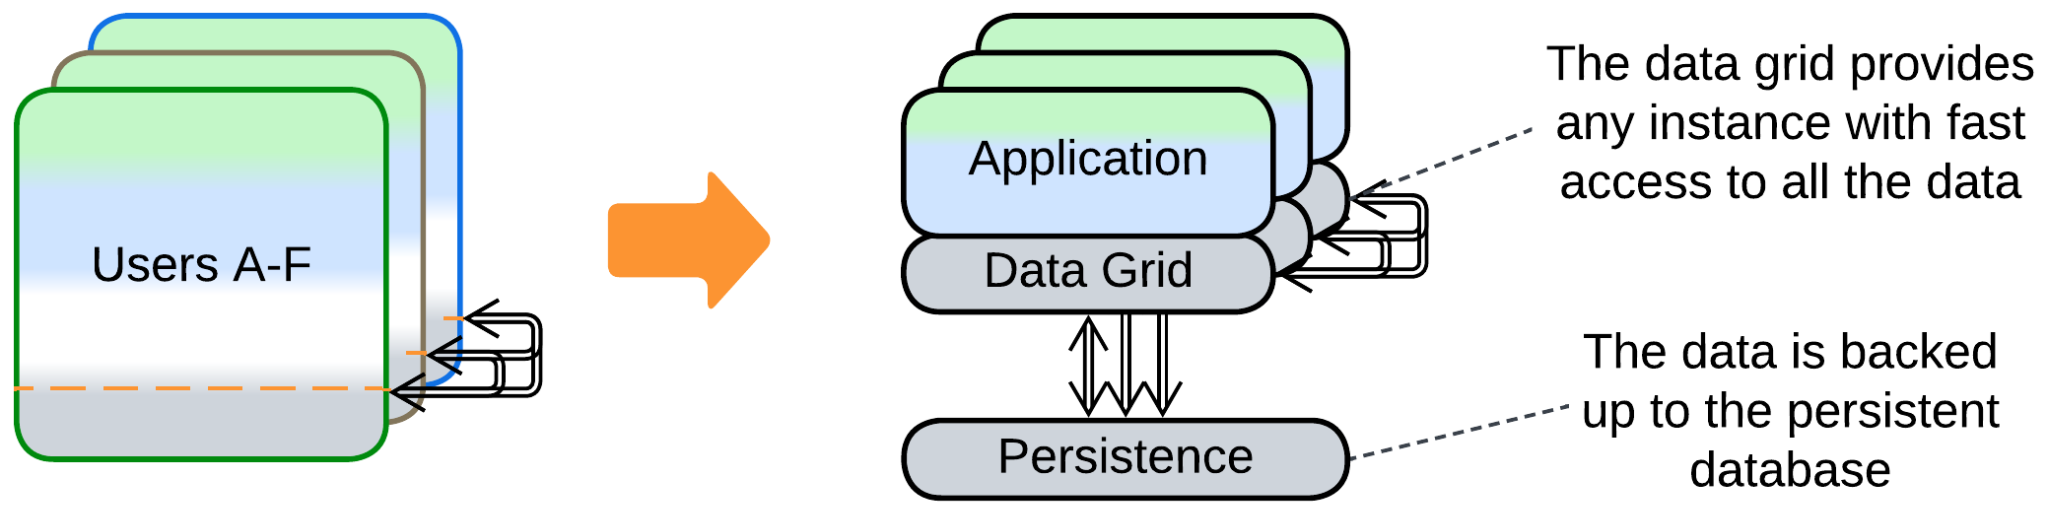 Users A-F
Application
Data Grid
Persistence
The data grid provides
any instance with fast
access to all the data
The data is backed
up to the persistent
database